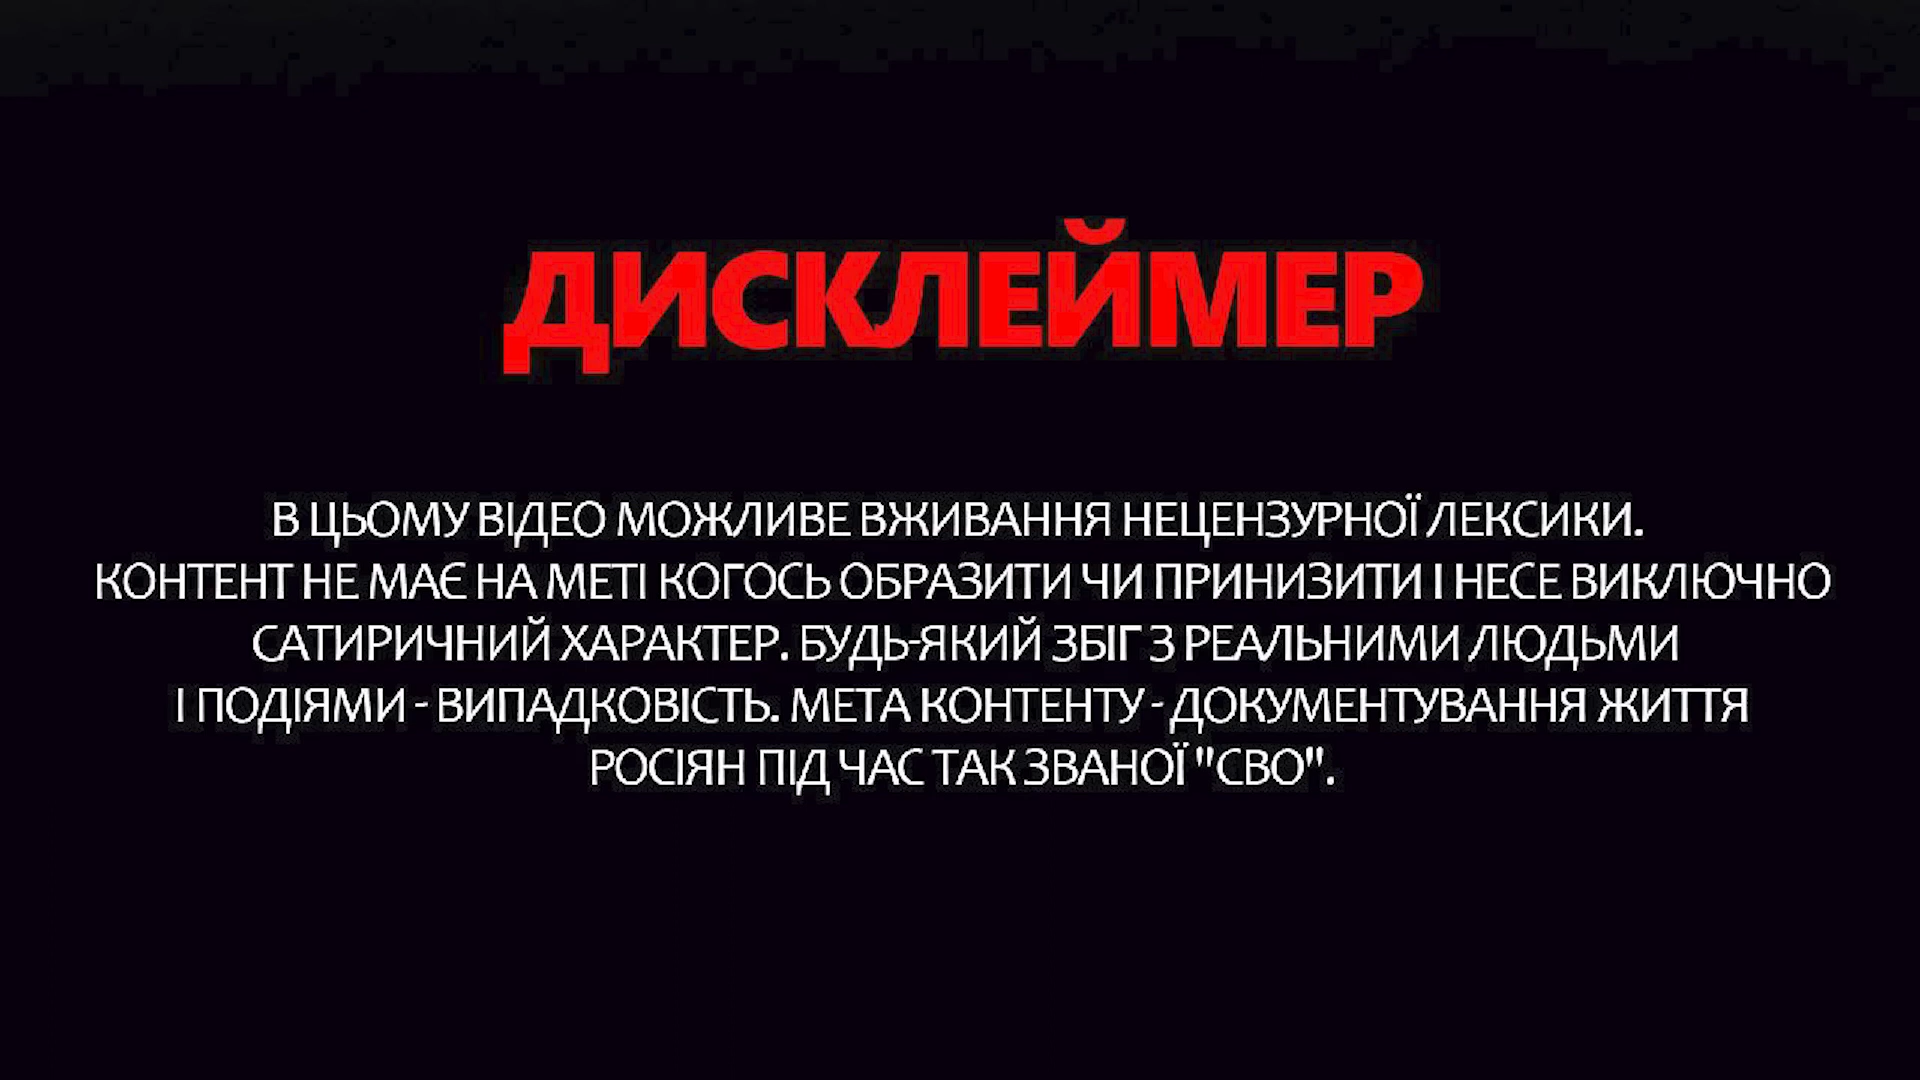 ДИСКЛЕЙМЕР
В ЦЬОМУ ВІДЕО МОЖЛИВЕ ВЖИВАННЯ НЕЦЕНЗУРНОЇ ЛЕКСИКИ.
КОНТЕНТ НЕ МАЄ НА МЕТІ КОГОСЬ ОБРАЗИТИ ЧИ ПРИНИЗИТИ І НЕСЕ ВИКЛЮЧНО
САТИРИЧНИЙ ХАРАКТЕР. БУДЬ-ЯКИЙ ЗБІГ З РЕАЛЬНИМИ ЛЮДЬМИ
І ПОДІЯМИ - ВИПАДКОВІСТЬ. МЕТА КОНТЕНТУ - ДОКУМЕНТУВАННЯ ЖИТТЯ
РОСІЯН ПІД ЧАС ТАК ЗВАНОЇ "СВО".